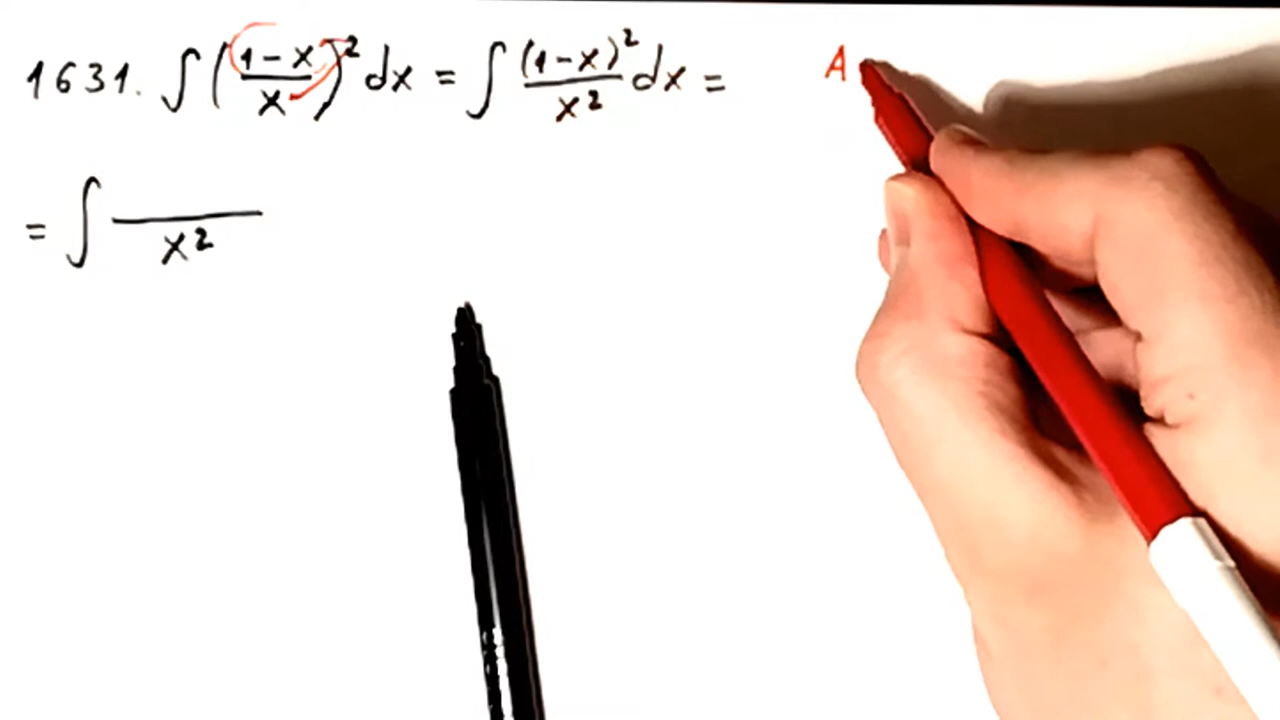 1631. ∫ ( (1-x)/x )² dx = ∫ (1-x)²/x² dx =
A
= ∫ ——/x²